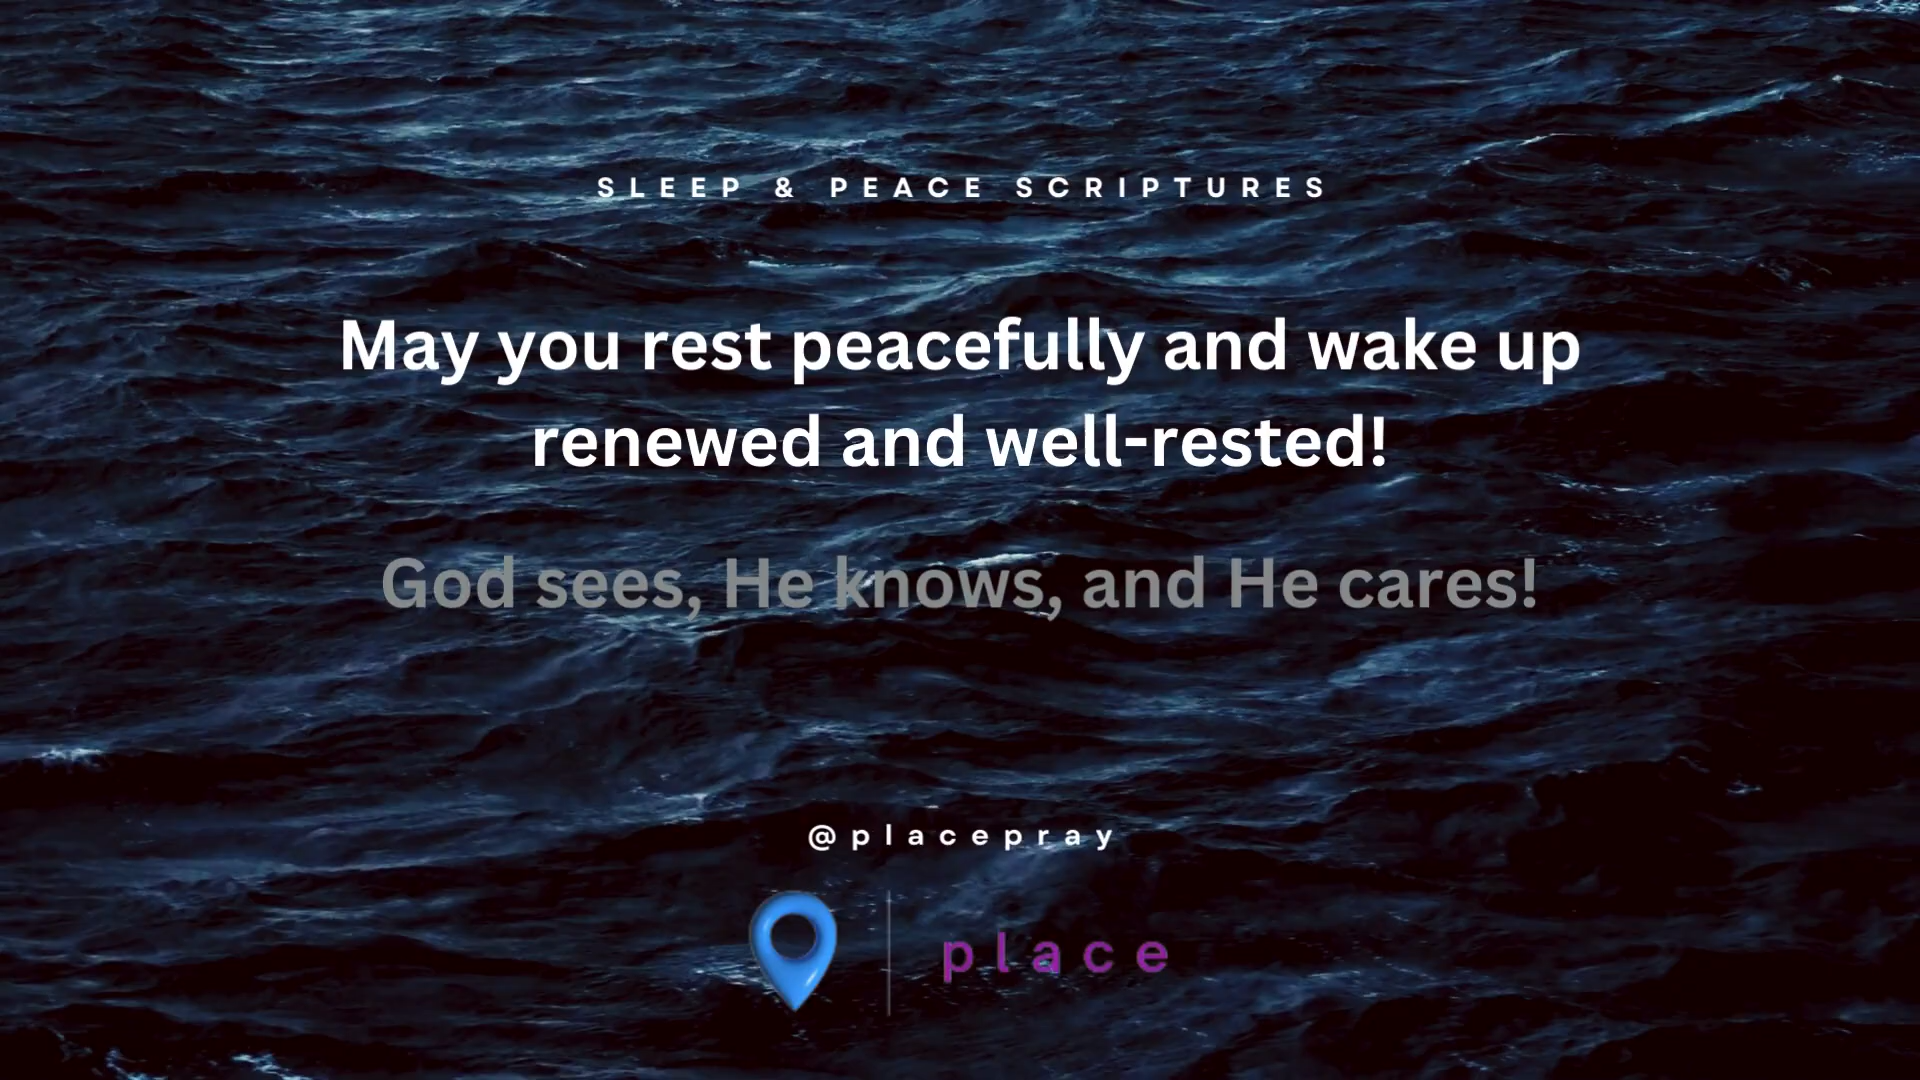 SLEEP & PEACE SCRIPTURES
May you rest peacefully and wake up
renewed and well-rested!
God sees, He knows, and He cares!
@placepray
place